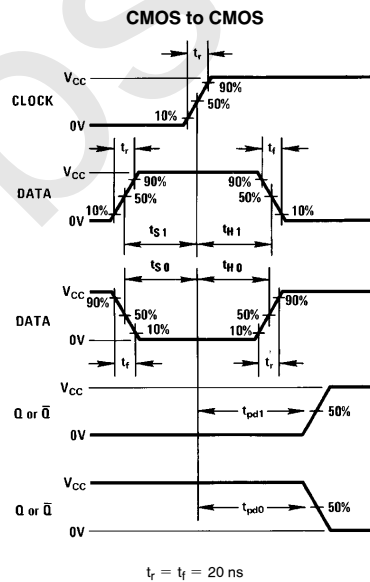 CMOS to CMOS
tr
VCC
90%
50%
CLOCK
10%
0V
tr
tf
VCC
90%
90%
DATA
50%
50%
10%
10%
0V
tS1
tH1
tS0
tH0
VCC
90%
90%
DATA
50%
50%
10%
10%
0V
tf
tr
VCC
Q or Q̅
tpd1
50%
0V
VCC
Q or Q̅
tpd0
50%
0V
tr = tf = 20 ns